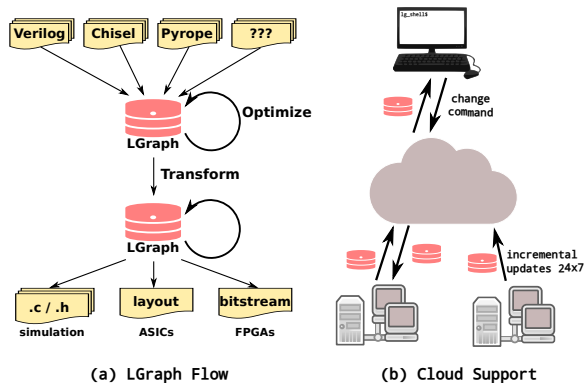 Verilog
Chisel
Pyrope
???
Optimize
LGraph
Transform
LGraph
.c / .h
layout
bitstream
simulation
ASICs
FPGAs
(a) LGraph Flow
lg_shell$
change
command
incremental
updates 24x7
(b) Cloud Support